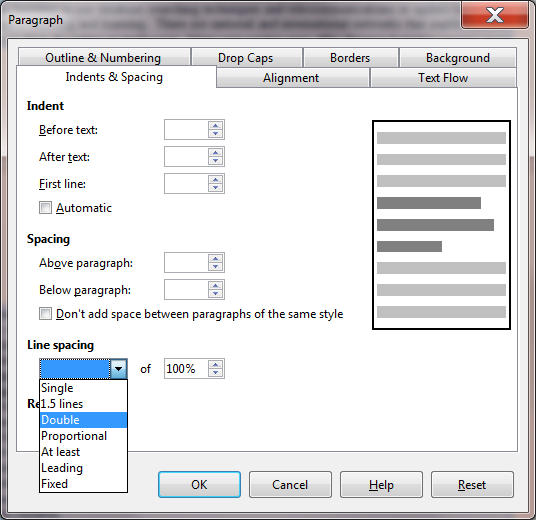 Paragraph
Outline & Numbering Drop Caps Borders Background
Indents & Spacing Alignment Text Flow
Indent
Before text:
After text:
First line:
Automatic
Spacing
Above paragraph:
Below paragraph:
Don't add space between paragraphs of the same style
Line spacing
of 100%
Single
1.5 lines
Re
Double
Proportional
At least
Leading
Fixed
OK Cancel Help Reset